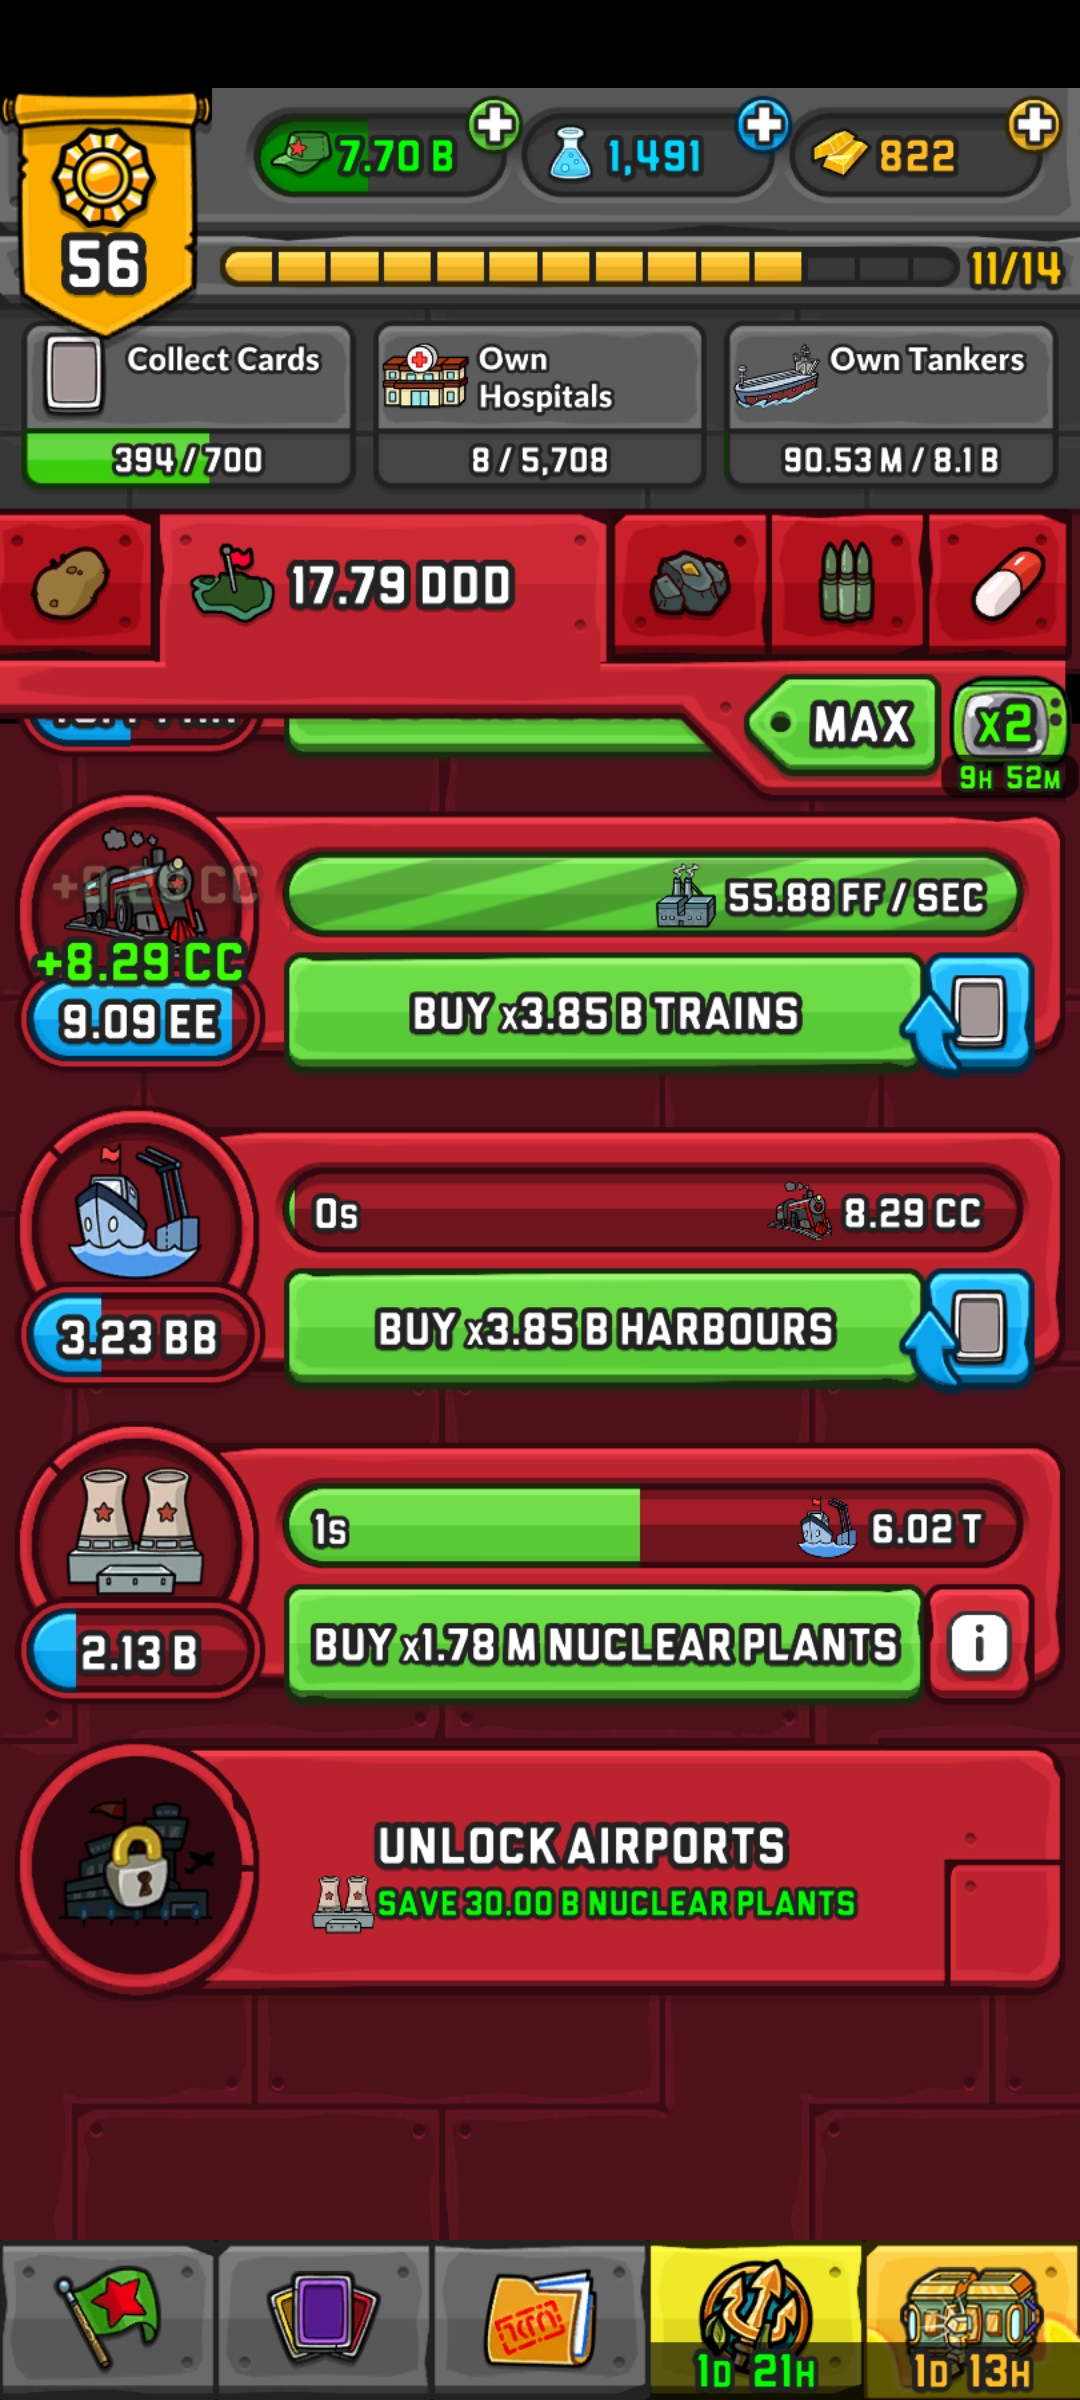 7.70 B
1,491
822
56
11/14
Collect Cards
Own
Hospitals
Own Tankers
394 / 700
8 / 5,708
90.53 M / 8.1 B
17.79 DDD
MAX
x2
9H 52M
55.88 FF / SEC
+8.29 CC
9.09 EE
BUY x3.85 B TRAINS
0s
8.29 CC
3.23 BB
BUY x3.85 B HARBOURS
1s
6.02 T
2.13 B
BUY x1.78 M NUCLEAR PLANTS
i
UNLOCK AIRPORTS
SAVE 30.00 B NUCLEAR PLANTS
1D 21H
1D 13H